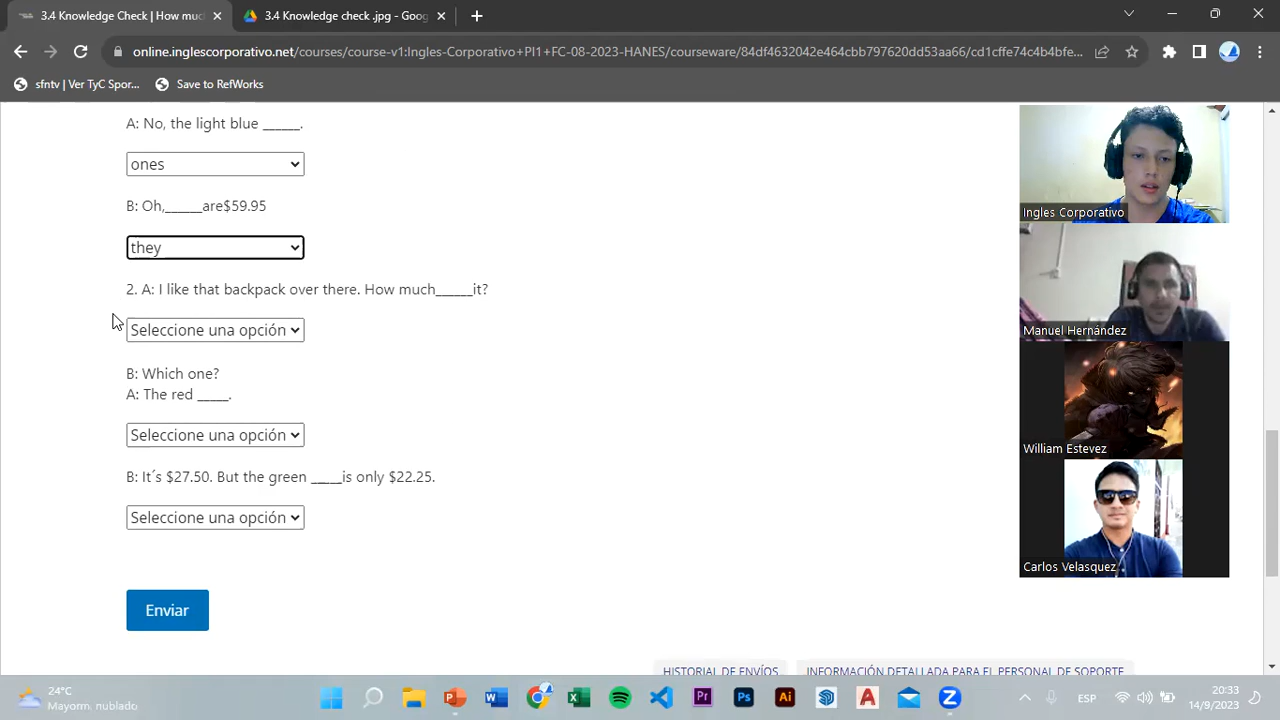 3.4 Knowledge Check | How muc
3.4 Knowledge check .jpg - Goog
online.inglescorporativo.net/courses/course-v1:Ingles-Corporativo+PI1+FC-08-2023-HANES/courseware/84df4632042e464cbb797620dd53aa66/cd1cffe74c4b4bfe...
sfntv | Ver TyC Spor...
Save to RefWorks
A: No, the light blue ______.
ones
B: Oh,______are$59.95
they
2. A: I like that backpack over there. How much______it?
Seleccione una opción
B: Which one?
A: The red _____.
Seleccione una opción
B: It´s $27.50. But the green _____is only $22.25.
Seleccione una opción
Enviar
HISTORIAL DE ENVÍOS
INFORMACIÓN DETALLADA PARA EL PERSONAL DE SOPORTE
Ingles Corporativo
Manuel Hernández
William Estevez
Carlos Velasquez
24°C
Mayorm. nublado
ESP
20:33
14/9/2023